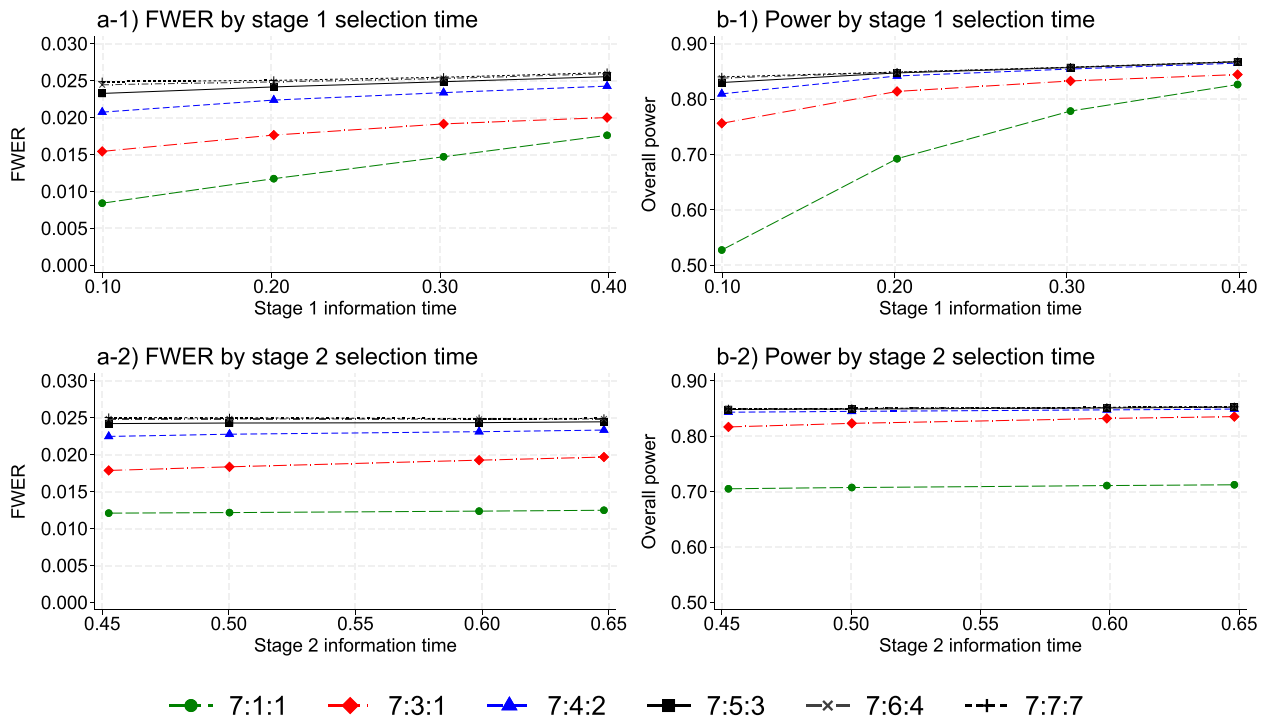 a-1) FWER by stage 1 selection time
FWER
0.030
0.025
0.020
0.015
0.010
0.005
0.000
0.10 0.20 0.30 0.40
Stage 1 information time
b-1) Power by stage 1 selection time
Overall power
0.90
0.80
0.70
0.60
0.50
0.10 0.20 0.30 0.40
Stage 1 information time
a-2) FWER by stage 2 selection time
FWER
0.030
0.025
0.020
0.015
0.010
0.005
0.000
0.45 0.50 0.55 0.60 0.65
Stage 2 information time
b-2) Power by stage 2 selection time
Overall power
0.90
0.80
0.70
0.60
0.50
0.45 0.50 0.55 0.60 0.65
Stage 2 information time
7:1:1 7:3:1 7:4:2 7:5:3 7:6:4 7:7:7